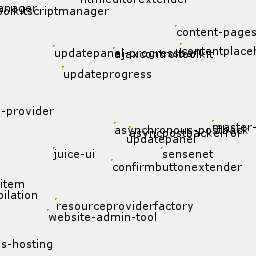 htmleditorextender
toolkitscriptmanager
content-pages
updatepanel-progress
ajaxcontroltoolkit
contentplaceh
updateprogress
-provider
asynchronous-postback
asyncpostbackerror
master-
updatepanel
juice-ui
sensenet
confirmbuttonextender
item
pilation
resourceproviderfactory
website-admin-tool
s-hosting